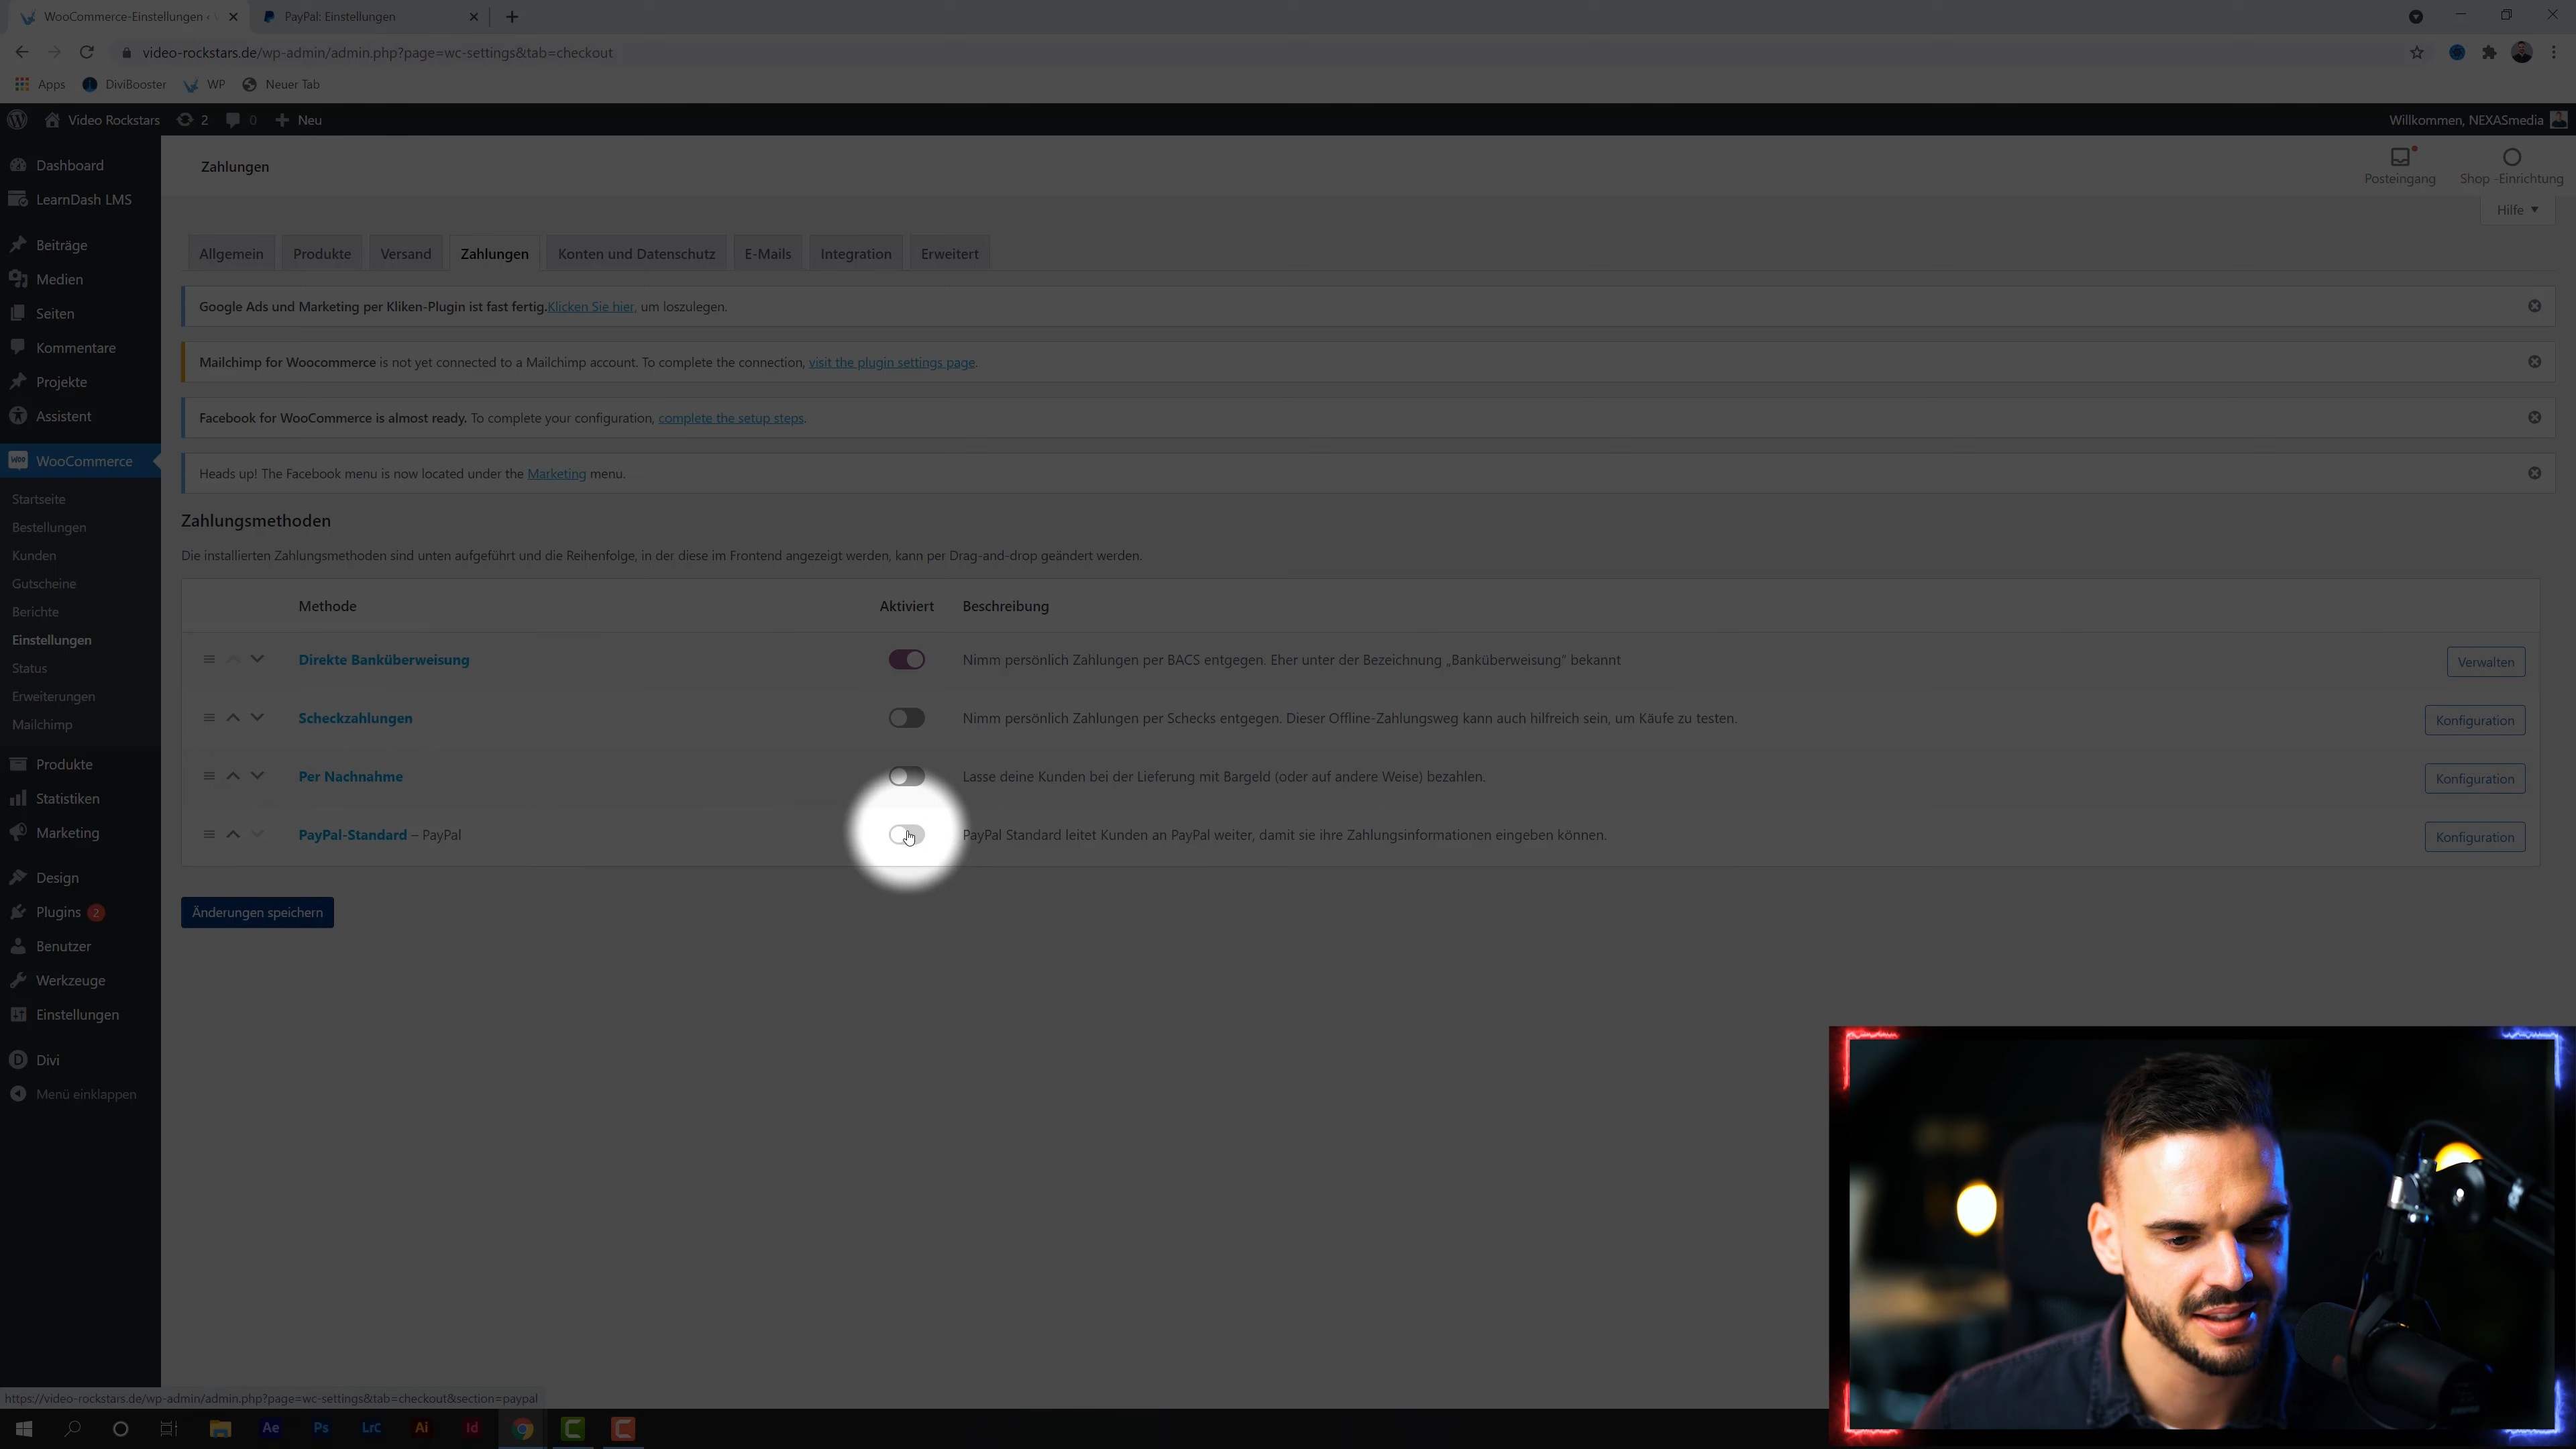 WooCommerce-Einstellungen ‹
PayPal: Einstellungen
video-rockstars.de/wp-admin/admin.php?page=wc-settings&tab=checkout
Apps
DiviBooster
WP
Neuer Tab
Video Rockstars
2
0
Neu
Willkommen, NEXASmedia
Dashboard
LearnDash LMS
Beiträge
Medien
Seiten
Kommentare
Projekte
Assistent
WooCommerce
Startseite
Bestellungen
Kunden
Gutscheine
Berichte
Einstellungen
Status
Erweiterungen
Mailchimp
Produkte
Statistiken
Marketing
Design
Plugins 2
Benutzer
Werkzeuge
Einstellungen
Divi
Menü einklappen
Zahlungen
Posteingang
Shop -Einrichtung
Hilfe
Allgemein
Produkte
Versand
Zahlungen
Konten und Datenschutz
E-Mails
Integration
Erweitert
Google Ads und Marketing per Kliken-Plugin ist fast fertig.Klicken Sie hier, um loszulegen.
Mailchimp for Woocommerce is not yet connected to a Mailchimp account. To complete the connection, visit the plugin settings page.
Facebook for WooCommerce is almost ready. To complete your configuration, complete the setup steps.
Heads up! The Facebook menu is now located under the Marketing menu.
Zahlungsmethoden
Die installierten Zahlungsmethoden sind unten aufgeführt und die Reihenfolge, in der diese im Frontend angezeigt werden, kann per Drag-and-drop geändert werden.
Methode
Aktiviert
Beschreibung
Direkte Banküberweisung
Nimm persönlich Zahlungen per BACS entgegen. Eher unter der Bezeichnung „Banküberweisung" bekannt
Verwalten
Scheckzahlungen
Nimm persönlich Zahlungen per Schecks entgegen. Dieser Offline-Zahlungsweg kann auch hilfreich sein, um Käufe zu testen.
Konfiguration
Per Nachnahme
Lasse deine Kunden bei der Lieferung mit Bargeld (oder auf andere Weise) bezahlen.
Konfiguration
PayPal-Standard – PayPal
PayPal Standard leitet Kunden an PayPal weiter, damit sie ihre Zahlungsinformationen eingeben können.
Konfiguration
Änderungen speichern
https://video-rockstars.de/wp-admin/admin.php?page=wc-settings&tab=checkout&section=paypal
Ae
Ps
LrC
Ai
Id